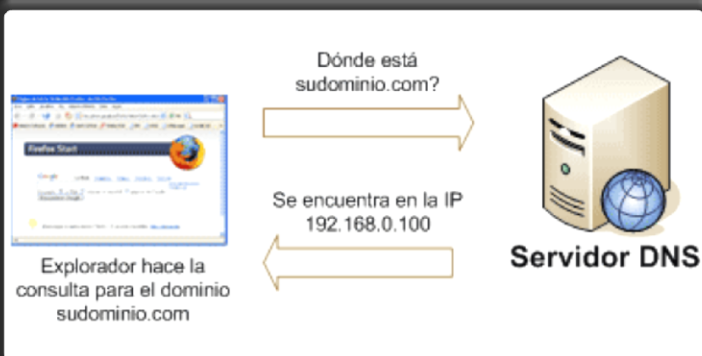 Dónde está
sudominio.com?
Firefox Start
Google
Se encuentra en la IP
192.168.0.100
Servidor DNS
Explorador hace la
consulta para el dominio
sudominio.com